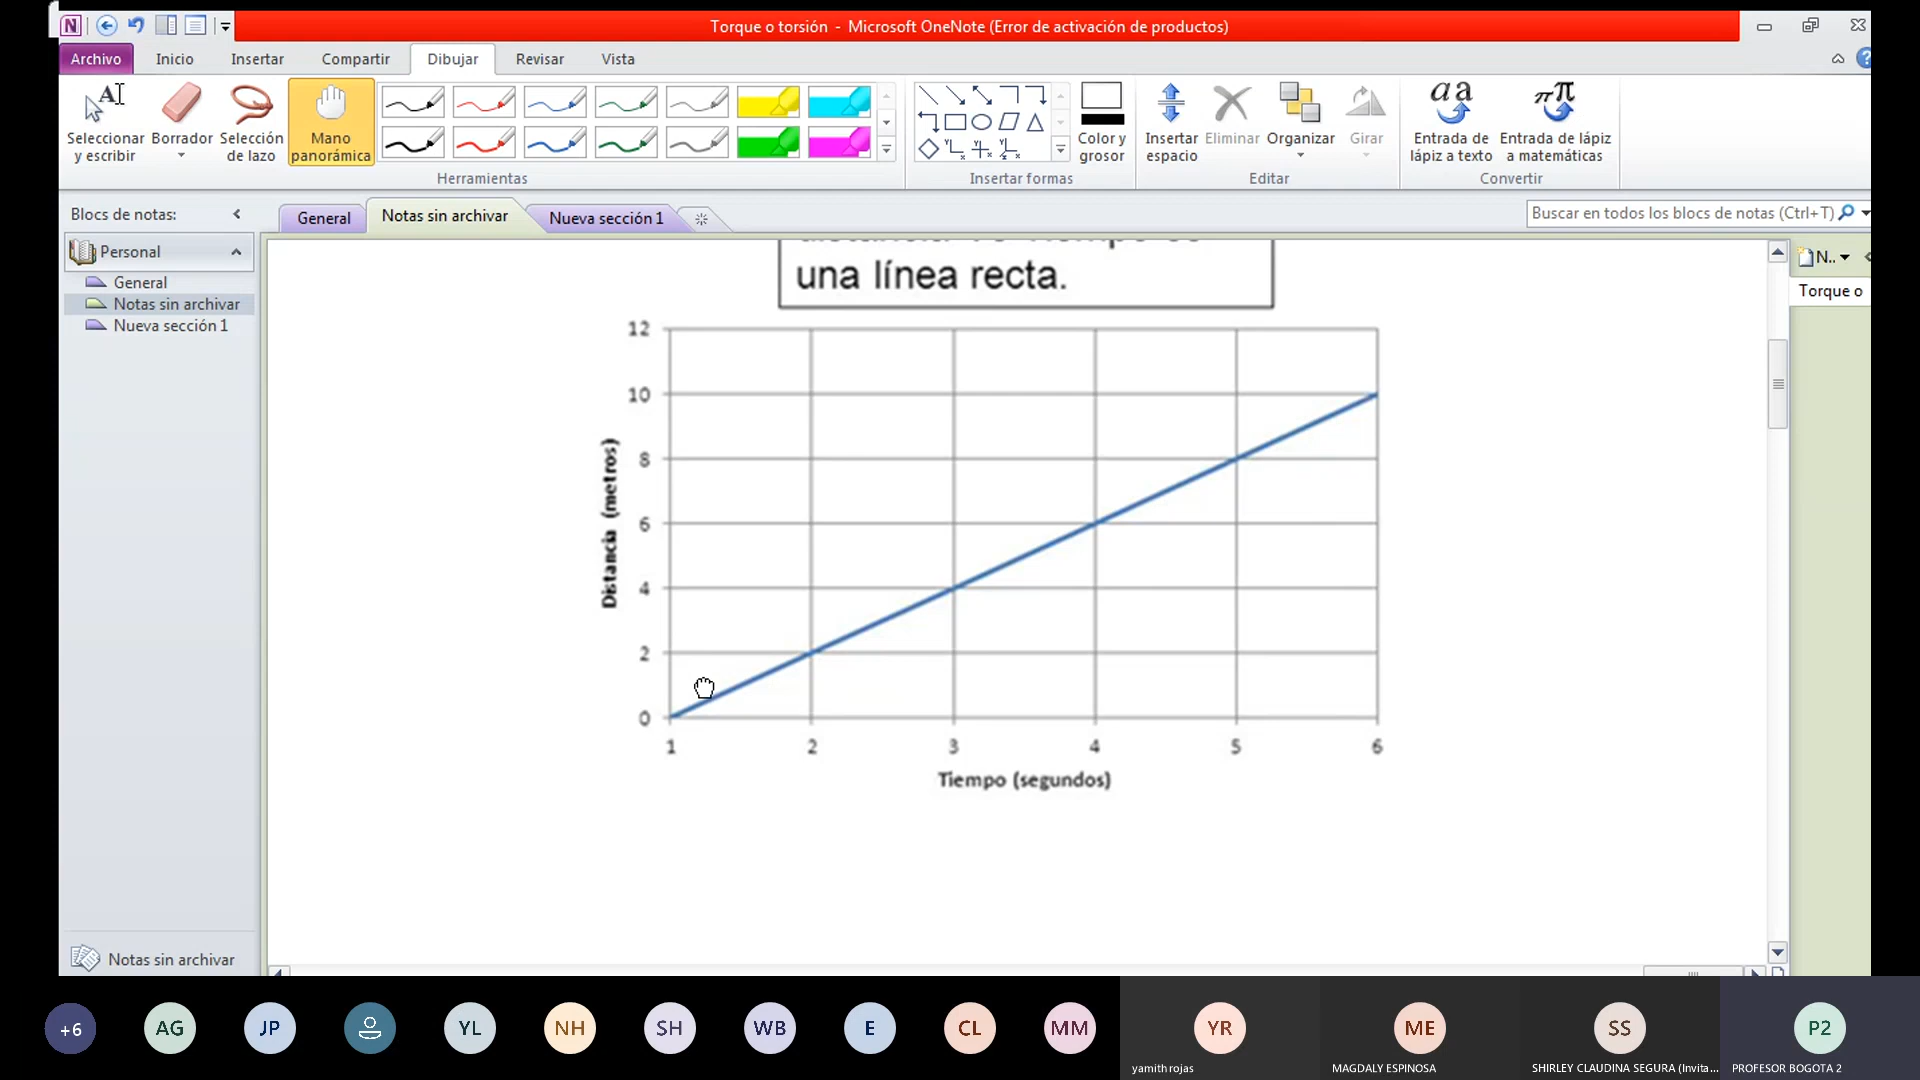 Torque o torsión - Microsoft OneNote (Error de activación de productos)
Archivo Inicio Insertar Compartir Dibujar Revisar Vista
Seleccionar y escribir
Borrador
Selección de lazo
Mano panorámica
Color y grosor
Insertar espacio
Eliminar
Organizar
Girar
Entrada de lápiz a texto
Entrada de lápiz a matemáticas
Herramientas
Insertar formas
Editar
Convertir
Blocs de notas:
General
Notas sin archivar
Nueva sección 1
Buscar en todos los blocs de notas (Ctrl+T)
Personal
General
Notas sin archivar
Nueva sección 1
N..
Torque o
una línea recta.
12
10
8
6
4
2
0
Distancia (metros)
1 2 3 4 5 6
Tiempo (segundos)
Notas sin archivar
+6 AG JP YL NH SH WB E CL MM YR ME SS P2
yamith rojas
MAGDALY ESPINOSA
SHIRLEY CLAUDINA SEGURA (Invita...
PROFESOR BOGOTA 2